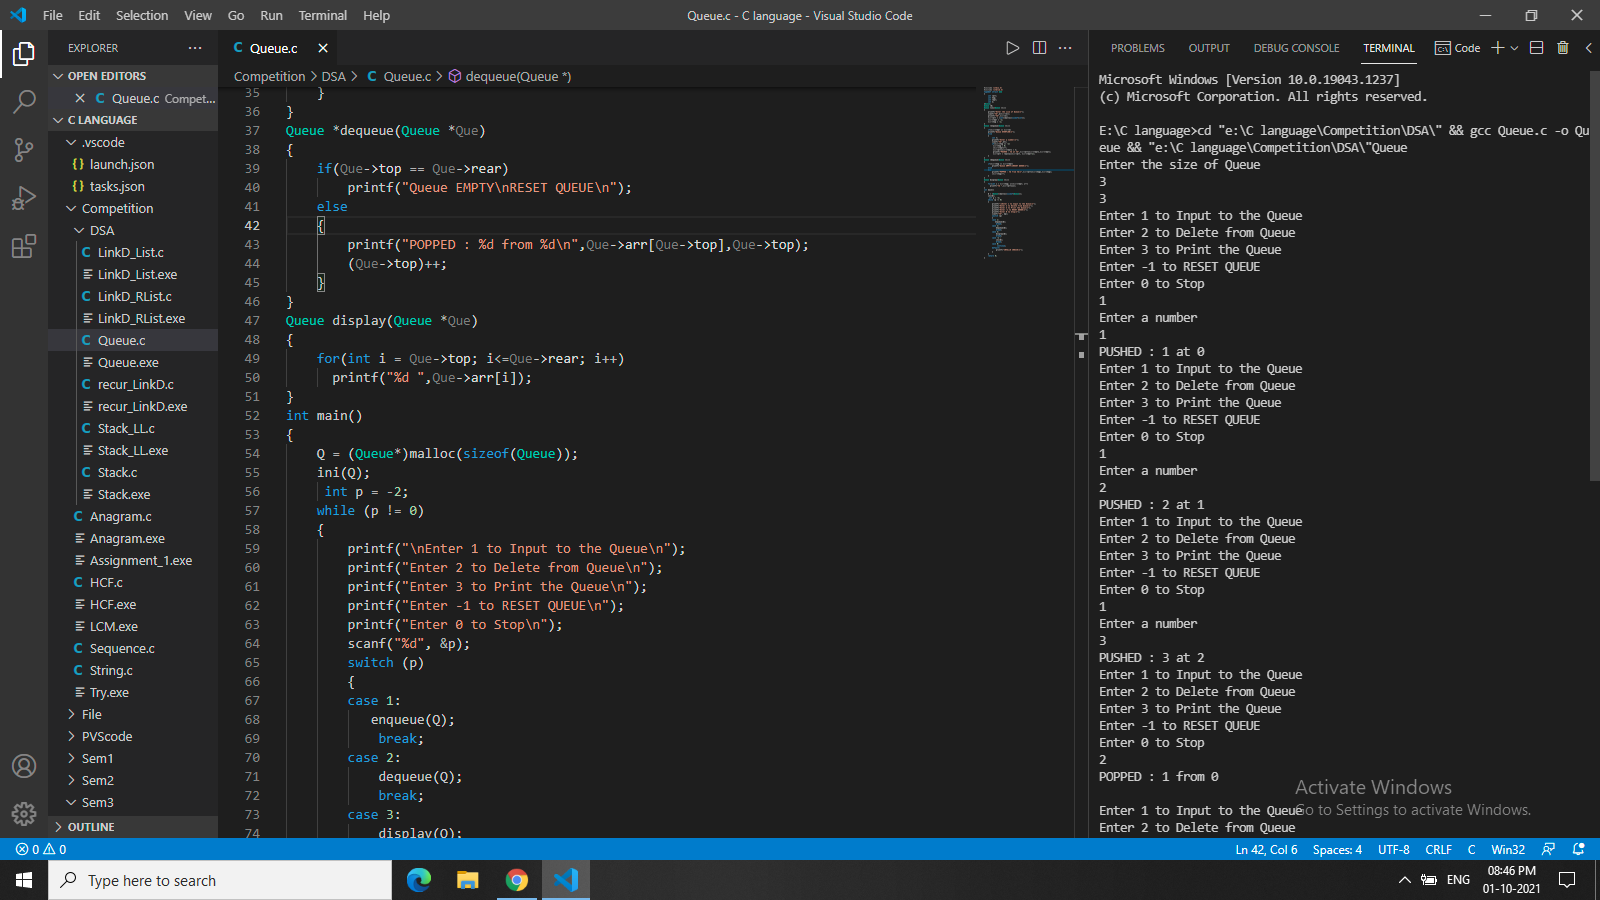 File Edit Selection View Go Run Terminal Help
Queue.c - C language - Visual Studio Code
EXPLORER
OPEN EDITORS
Queue.c Compet...
C LANGUAGE
.vscode
launch.json
tasks.json
Competition
DSA
LinkD_List.c
LinkD_List.exe
LinkD_RList.c
LinkD_RList.exe
Queue.c
Queue.exe
recur_LinkD.c
recur_LinkD.exe
Stack_LL.c
Stack_LL.exe
Stack.c
Stack.exe
Anagram.c
Anagram.exe
Assignment_1.exe
HCF.c
HCF.exe
LCM.exe
Sequence.c
String.c
Try.exe
File
PVScode
Sem1
Sem2
Sem3
OUTLINE
C Queue.c
Competition > DSA > C Queue.c > dequeue(Queue *)
35 }
36 }
37 Queue *dequeue(Queue *Que)
38 {
39 if(Que->top == Que->rear)
40 printf("Queue EMPTY\nRESET QUEUE\n");
41 else
42 {
43 printf("POPPED : %d from %d\n",Que->arr[Que->top],Que->top);
44 (Que->top)++;
45 }
46 }
47 Queue display(Queue *Que)
48 {
49 for(int i = Que->top; i<=Que->rear; i++)
50 printf("%d ",Que->arr[i]);
51 }
52 int main()
53 {
54 Q = (Queue*)malloc(sizeof(Queue));
55 ini(Q);
56 int p = -2;
57 while (p != 0)
58 {
59 printf("\nEnter 1 to Input to the Queue\n");
60 printf("Enter 2 to Delete from Queue\n");
61 printf("Enter 3 to Print the Queue\n");
62 printf("Enter -1 to RESET QUEUE\n");
63 printf("Enter 0 to Stop\n");
64 scanf("%d", &p);
65 switch (p)
66 {
67 case 1:
68 enqueue(Q);
69 break;
70 case 2:
71 dequeue(Q);
72 break;
73 case 3:
74 display(Q);
PROBLEMS OUTPUT DEBUG CONSOLE TERMINAL Code
Microsoft Windows [Version 10.0.19043.1237]
(c) Microsoft Corporation. All rights reserved.
E:\C language>cd "e:\C language\Competition\DSA\" && gcc Queue.c -o Qu
eue && "e:\C language\Competition\DSA\"Queue
Enter the size of Queue
3
3
Enter 1 to Input to the Queue
Enter 2 to Delete from Queue
Enter 3 to Print the Queue
Enter -1 to RESET QUEUE
Enter 0 to Stop
1
Enter a number
1
PUSHED : 1 at 0
Enter 1 to Input to the Queue
Enter 2 to Delete from Queue
Enter 3 to Print the Queue
Enter -1 to RESET QUEUE
Enter 0 to Stop
1
Enter a number
2
PUSHED : 2 at 1
Enter 1 to Input to the Queue
Enter 2 to Delete from Queue
Enter 3 to Print the Queue
Enter -1 to RESET QUEUE
Enter 0 to Stop
1
Enter a number
3
PUSHED : 3 at 2
Enter 1 to Input to the Queue
Enter 2 to Delete from Queue
Enter 3 to Print the Queue
Enter -1 to RESET QUEUE
Enter 0 to Stop
2
POPPED : 1 from 0
Enter 1 to Input to the Queue
Enter 2 to Delete from Queue
Activate Windows
Go to Settings to activate Windows.
0 0
Ln 42, Col 6 Spaces: 4 UTF-8 CRLF C Win32
Type here to search
ENG
08:46 PM
01-10-2021